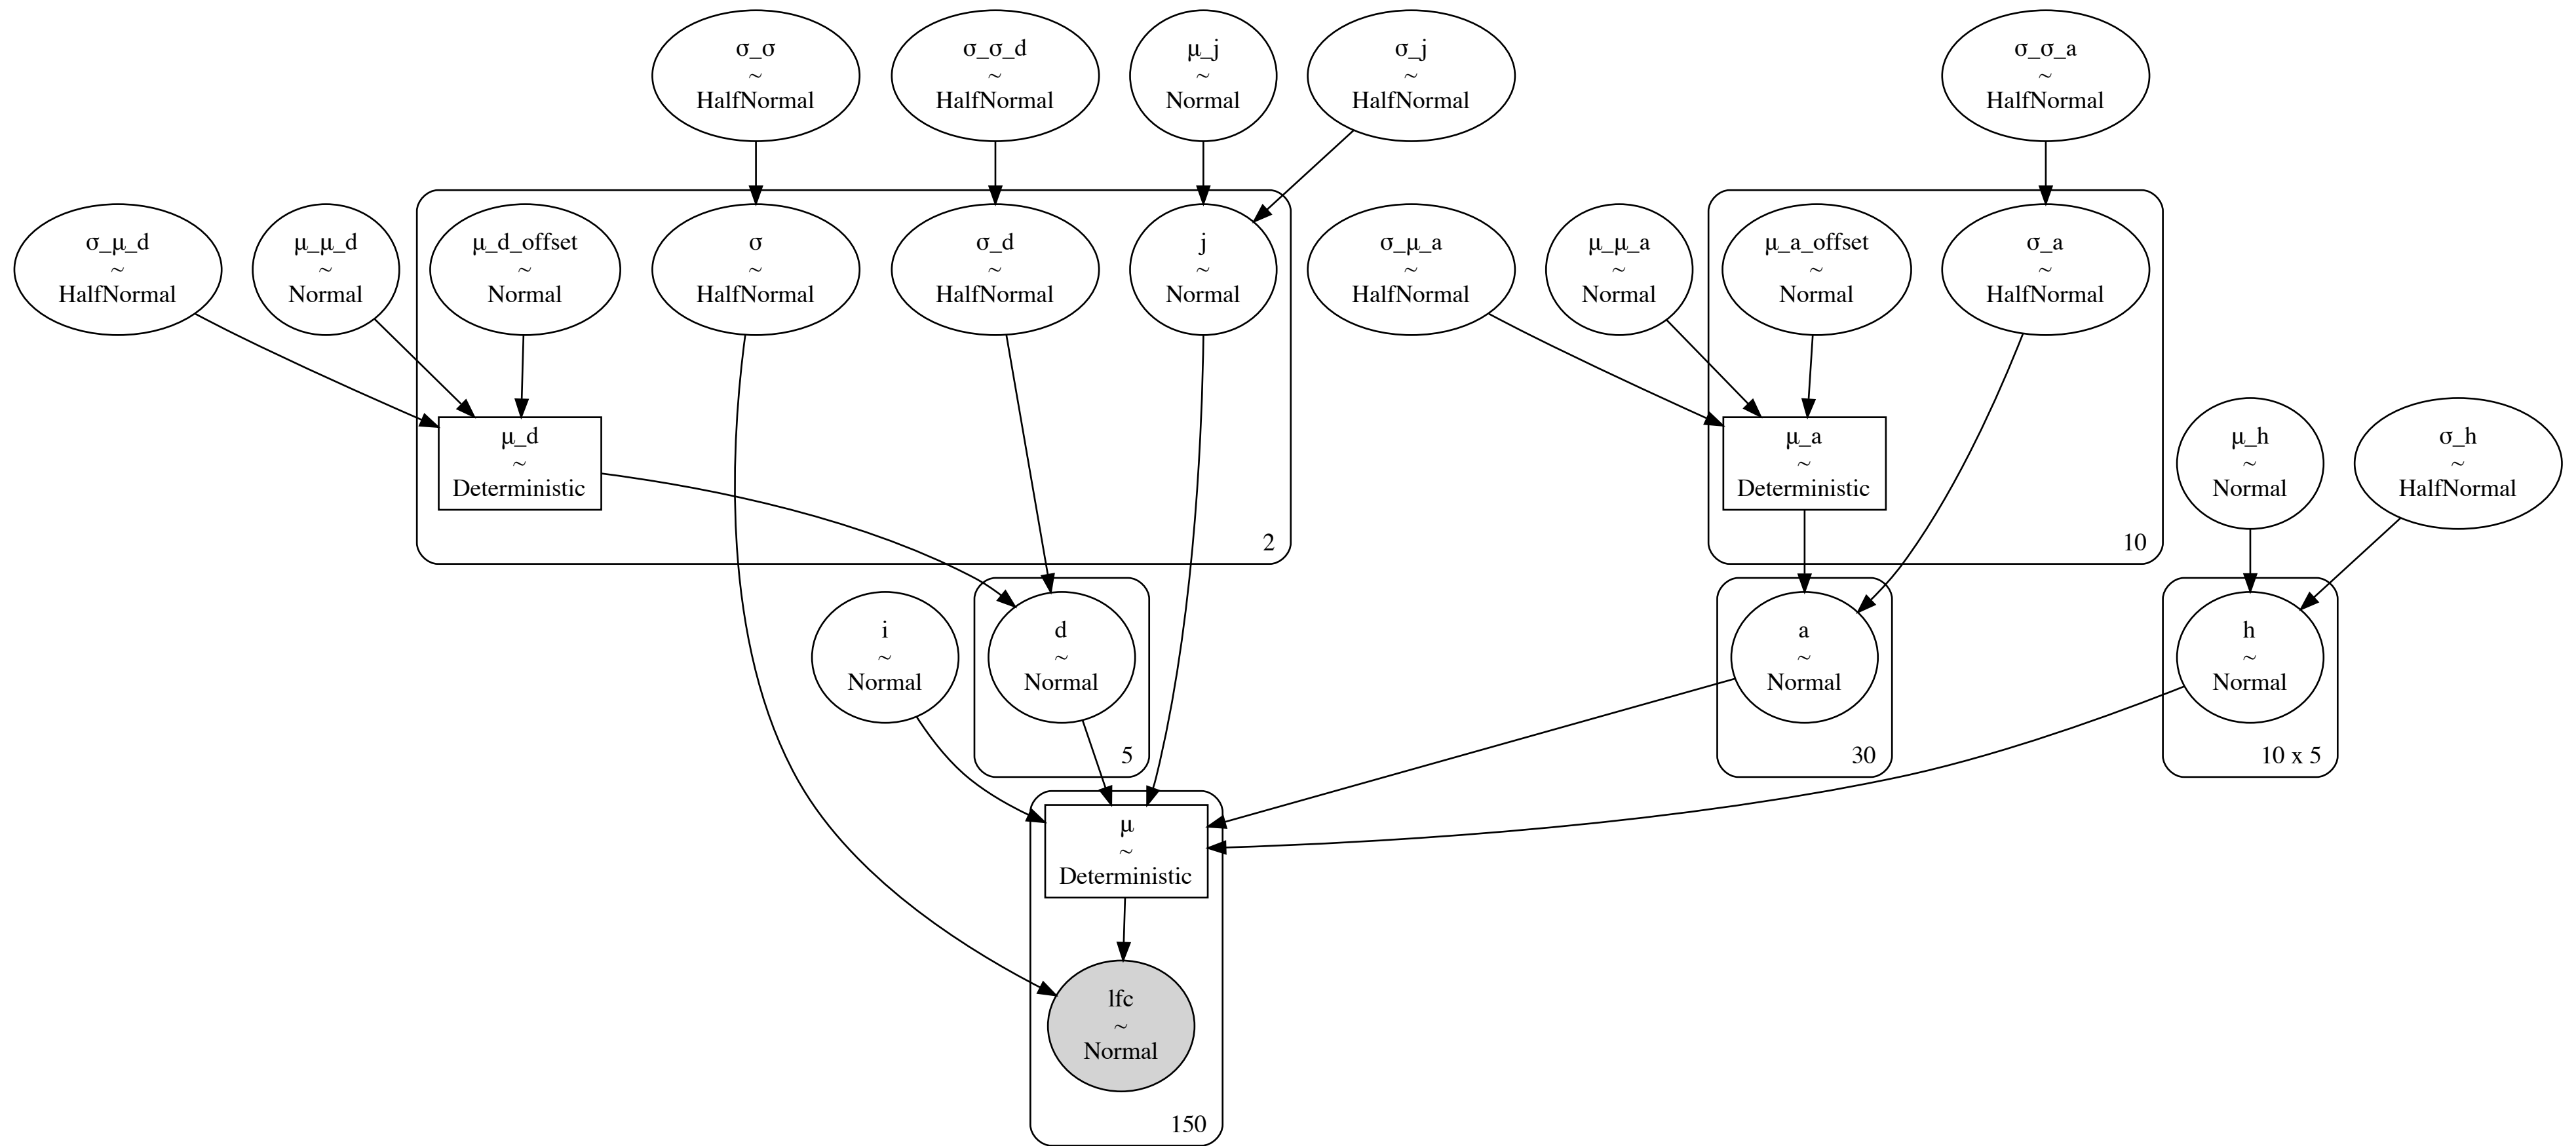 σ_σ
~
HalfNormal
σ_σ_d
~
HalfNormal
μ_j
~
Normal
σ_j
~
HalfNormal
σ_σ_a
~
HalfNormal
σ_μ_d
~
HalfNormal
μ_μ_d
~
Normal
μ_d_offset
~
Normal
σ
~
HalfNormal
σ_d
~
HalfNormal
j
~
Normal
σ_μ_a
~
HalfNormal
μ_μ_a
~
Normal
μ_a_offset
~
Normal
σ_a
~
HalfNormal
μ_d
~
Deterministic
2
μ_a
~
Deterministic
10
μ_h
~
Normal
σ_h
~
HalfNormal
i
~
Normal
d
~
Normal
5
a
~
Normal
30
h
~
Normal
10 x 5
μ
~
Deterministic
lfc
~
Normal
150